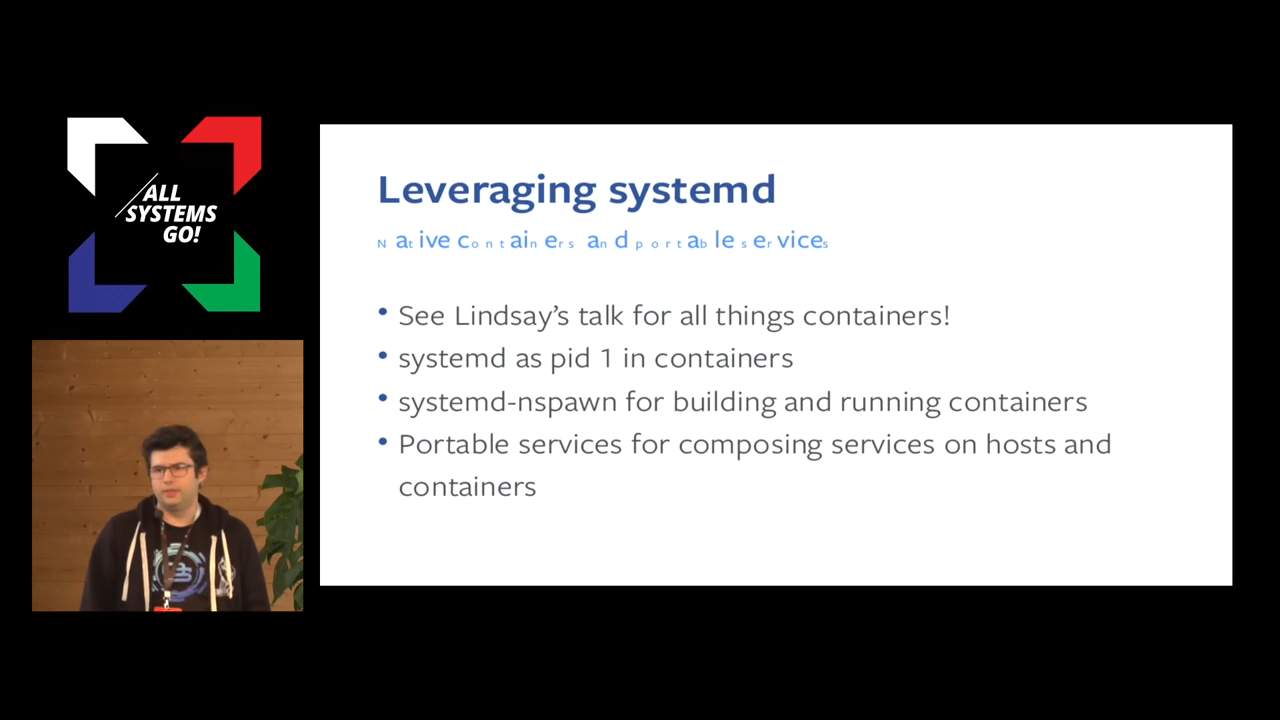 ALL
SYSTEMS
GO!
Leveraging systemd
Native containers and portable services
• See Lindsay’s talk for all things containers!
• systemd as pid 1 in containers
• systemd-nspawn for building and running containers
• Portable services for composing services on hosts and
containers